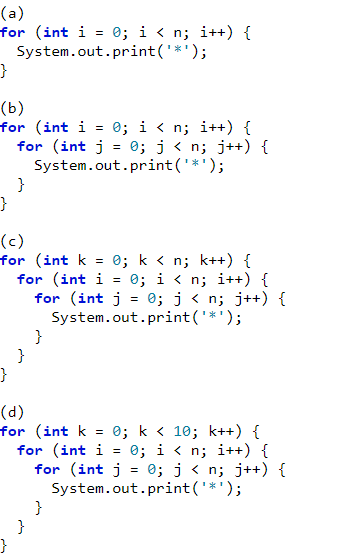 (a)
for (int i = 0; i < n; i++) {
  System.out.print('*');
}
(b)
for (int i = 0; i < n; i++) {
  for (int j = 0; j < n; j++) {
    System.out.print('*');
  }
}
(c)
for (int k = 0; k < n; k++) {
  for (int i = 0; i < n; i++) {
    for (int j = 0; j < n; j++) {
      System.out.print('*');
    }
  }
}
(d)
for (int k = 0; k < 10; k++) {
  for (int i = 0; i < n; i++) {
    for (int j = 0; j < n; j++) {
      System.out.print('*');
    }
  }
}